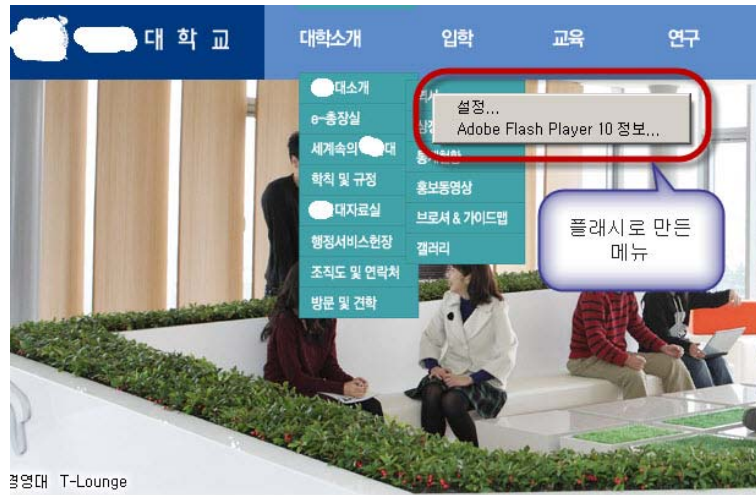 대학교
대학소개
입학
교육
연구
대소개
e-총장실
세계속의 대
학칙 및 규정
대자료실
행정서비스헌장
조직도 및 연락처
방문 및 견학
설정...
Adobe Flash Player 10 정보...
홍보동영상
브로셔 & 가이드맵
갤러리
플래시로 만든
메뉴
경영대 T-Lounge